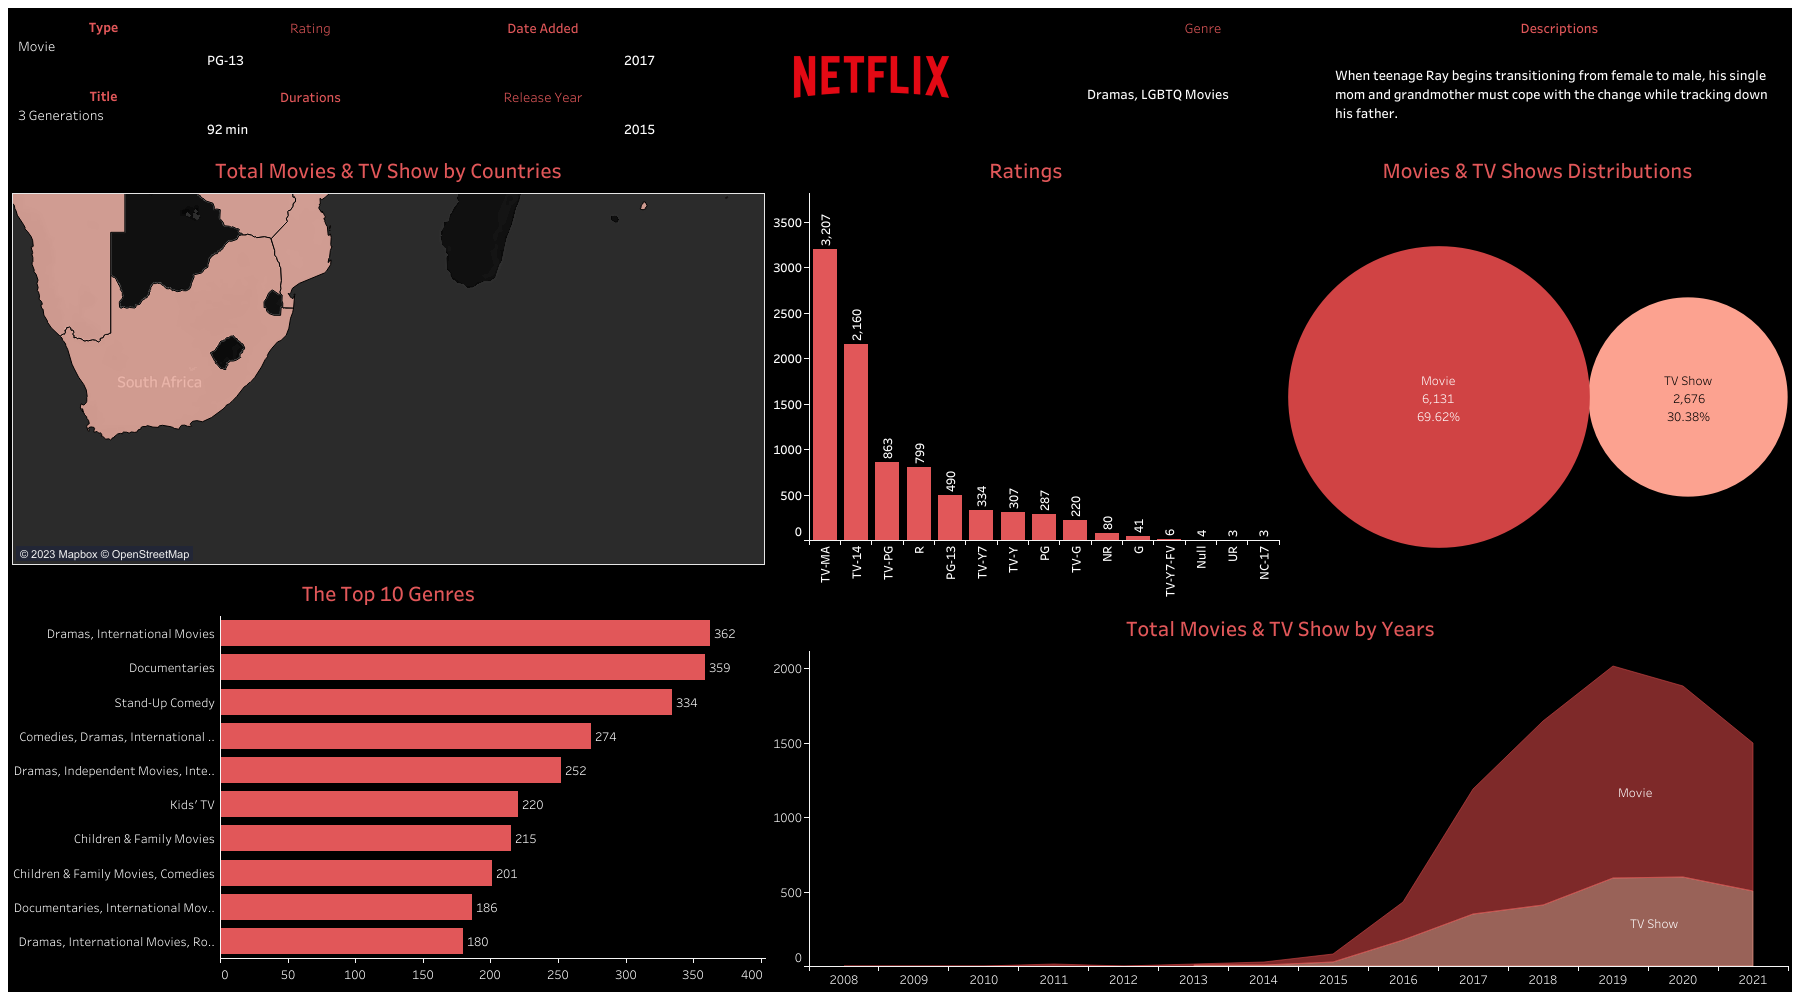 Type
Movie
Rating
PG-13
Date Added
2017
Title
3 Generations
Durations
92 min
Release Year
2015
NETFLIX
Genre
Dramas, LGBTQ Movies
Descriptions
When teenage Ray begins transitioning from female to male, his single
mom and grandmother must cope with the change while tracking down
his father.
Total Movies & TV Show by Countries
South Africa
© 2023 Mapbox © OpenStreetMap
Ratings
3500
3000
2500
2000
1500
1000
500
0
3,207
2,160
863
799
490
334
307
287
220
80
41
6
4
3
3
TV-MA
TV-14
TV-PG
R
PG-13
TV-Y7
TV-Y
PG
TV-G
NR
G
TV-Y7-FV
Null
UR
NC-17
Movies & TV Shows Distributions
Movie
6,131
69.62%
TV Show
2,676
30.38%
The Top 10 Genres
Dramas, International Movies 362
Documentaries 359
Stand-Up Comedy 334
Comedies, Dramas, International .. 274
Dramas, Independent Movies, Inte.. 252
Kids' TV 220
Children & Family Movies 215
Children & Family Movies, Comedies 201
Documentaries, International Mov.. 186
Dramas, International Movies, Ro.. 180
0 50 100 150 200 250 300 350 400
Total Movies & TV Show by Years
2000
1500
1000
500
0
Movie
TV Show
2008 2009 2010 2011 2012 2013 2014 2015 2016 2017 2018 2019 2020 2021